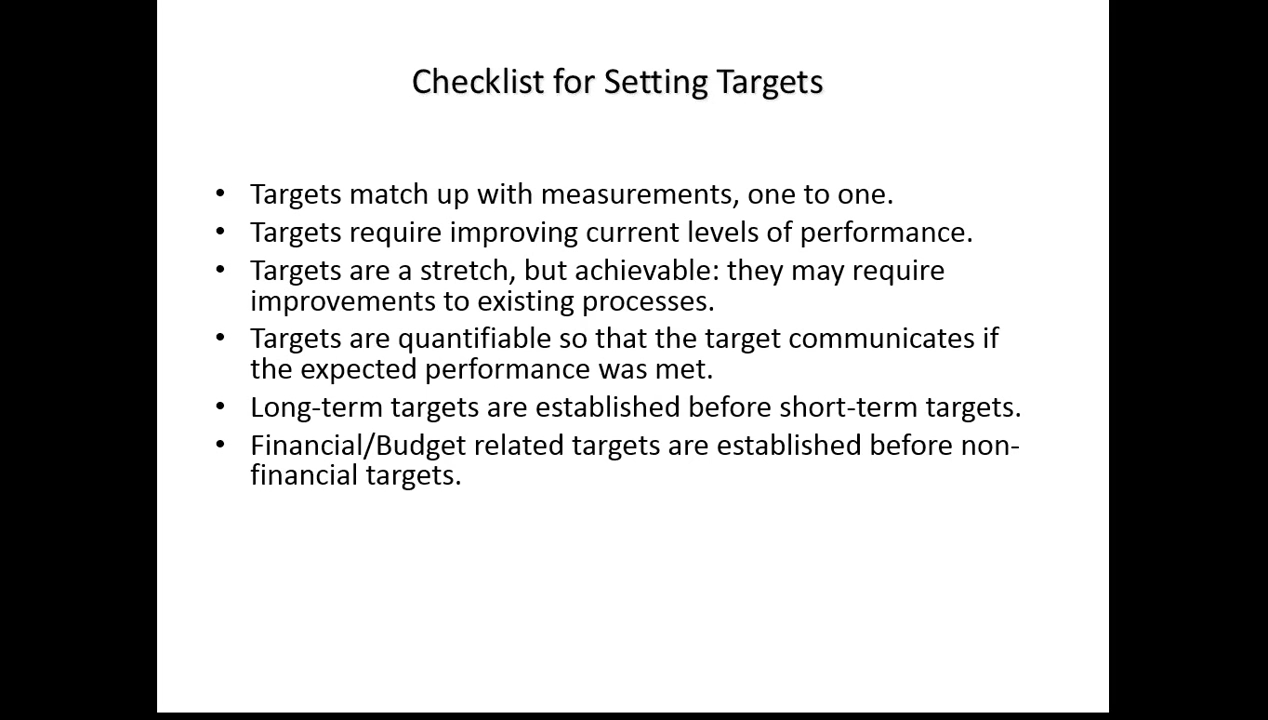 Checklist for Setting Targets
• Targets match up with measurements, one to one.
• Targets require improving current levels of performance.
• Targets are a stretch, but achievable: they may require
improvements to existing processes.
• Targets are quantifiable so that the target communicates if
the expected performance was met.
• Long-term targets are established before short-term targets.
• Financial/Budget related targets are established before non-
financial targets.